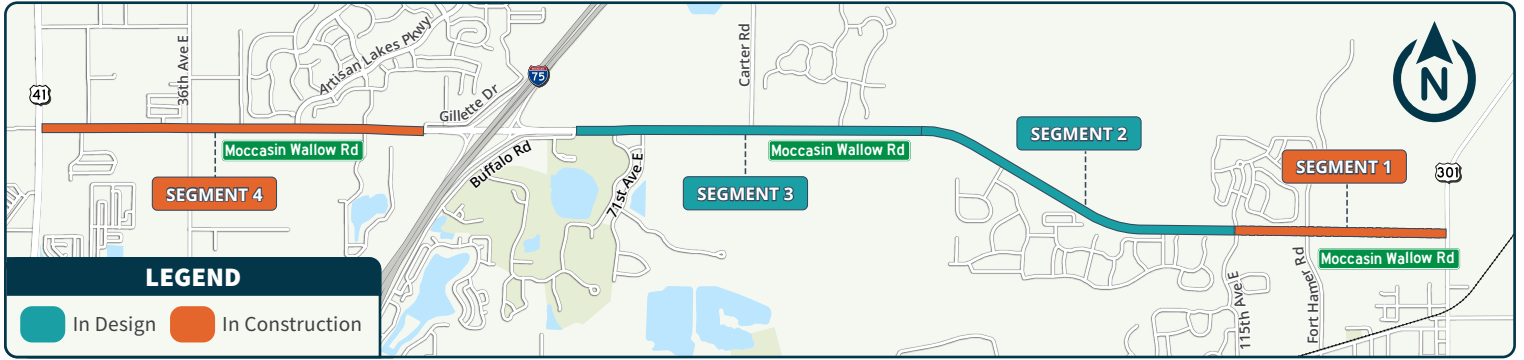 41
36th Ave E
Artisan Lakes Pkwy
Gillette Dr
75
Carter Rd
N
Moccasin Wallow Rd
SEGMENT 4
Buffalo Rd
71st Ave E
Moccasin Wallow Rd
SEGMENT 3
SEGMENT 2
SEGMENT 1
301
Moccasin Wallow Rd
115th Ave E
Fort Hamer Rd
LEGEND
In Design
In Construction